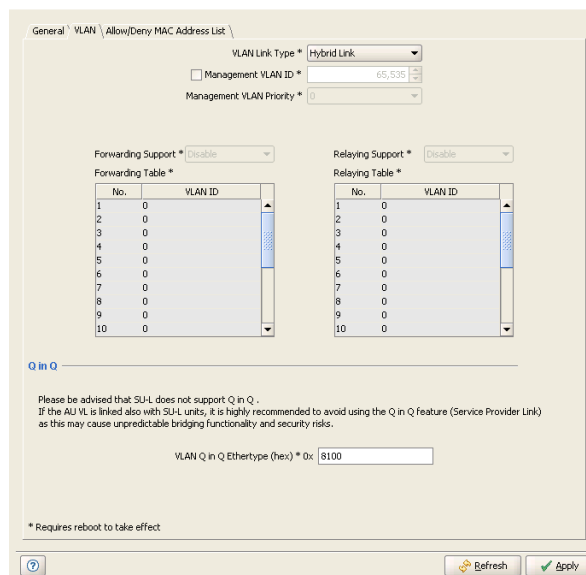 General VLAN Allow/Deny MAC Address List
VLAN Link Type * Hybrid Link
Management VLAN ID * 65,535
Management VLAN Priority * 0
Forwarding Support * Disable
Relaying Support * Disable
Forwarding Table *
Relaying Table *
No. VLAN ID
1 0
2 0
3 0
4 0
5 0
6 0
7 0
8 0
9 0
10 0
No. VLAN ID
1 0
2 0
3 0
4 0
5 0
6 0
7 0
8 0
9 0
10 0
Q in Q
Please be advised that SU-L does not support Q in Q .
If the AU VL is linked also with SU-L units, it is highly recommended to avoid using the Q in Q feature (Service Provider Link)
as this may cause unpredictable bridging functionality and security risks.
VLAN Q in Q Ethertype (hex) * 0x 8100
* Requires reboot to take effect
? Refresh Apply